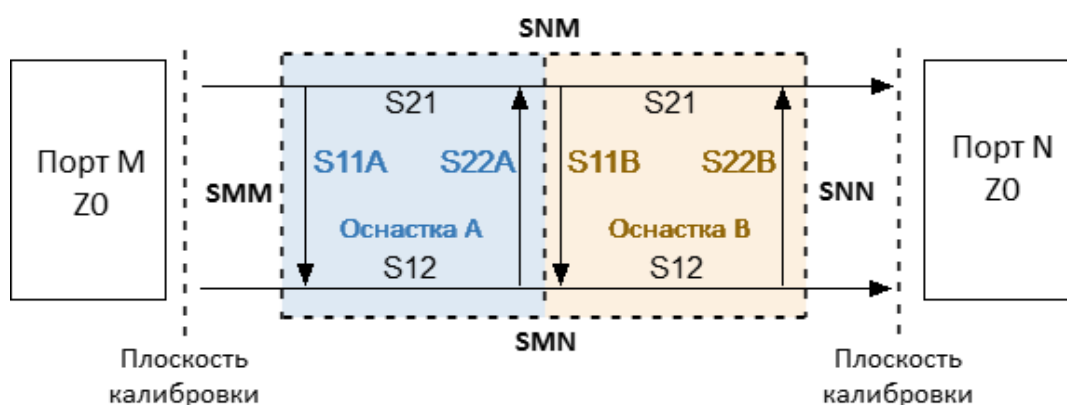 SNM
Порт M
Z0
SMM
S21
S11A
S22A
Оснастка A
S12
S21
S11B
S22B
Оснастка B
S12
SNN
Порт N
Z0
SMN
Плоскость
калибровки
Плоскость
калибровки